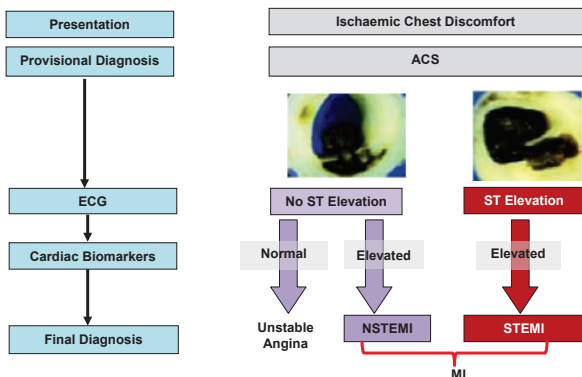 Presentation
Ischaemic Chest Discomfort
Provisional Diagnosis
ACS
ECG
No ST Elevation
ST Elevation
Cardiac Biomarkers
Normal
Elevated
Elevated
Final Diagnosis
Unstable
Angina
NSTEMI
STEMI
MI